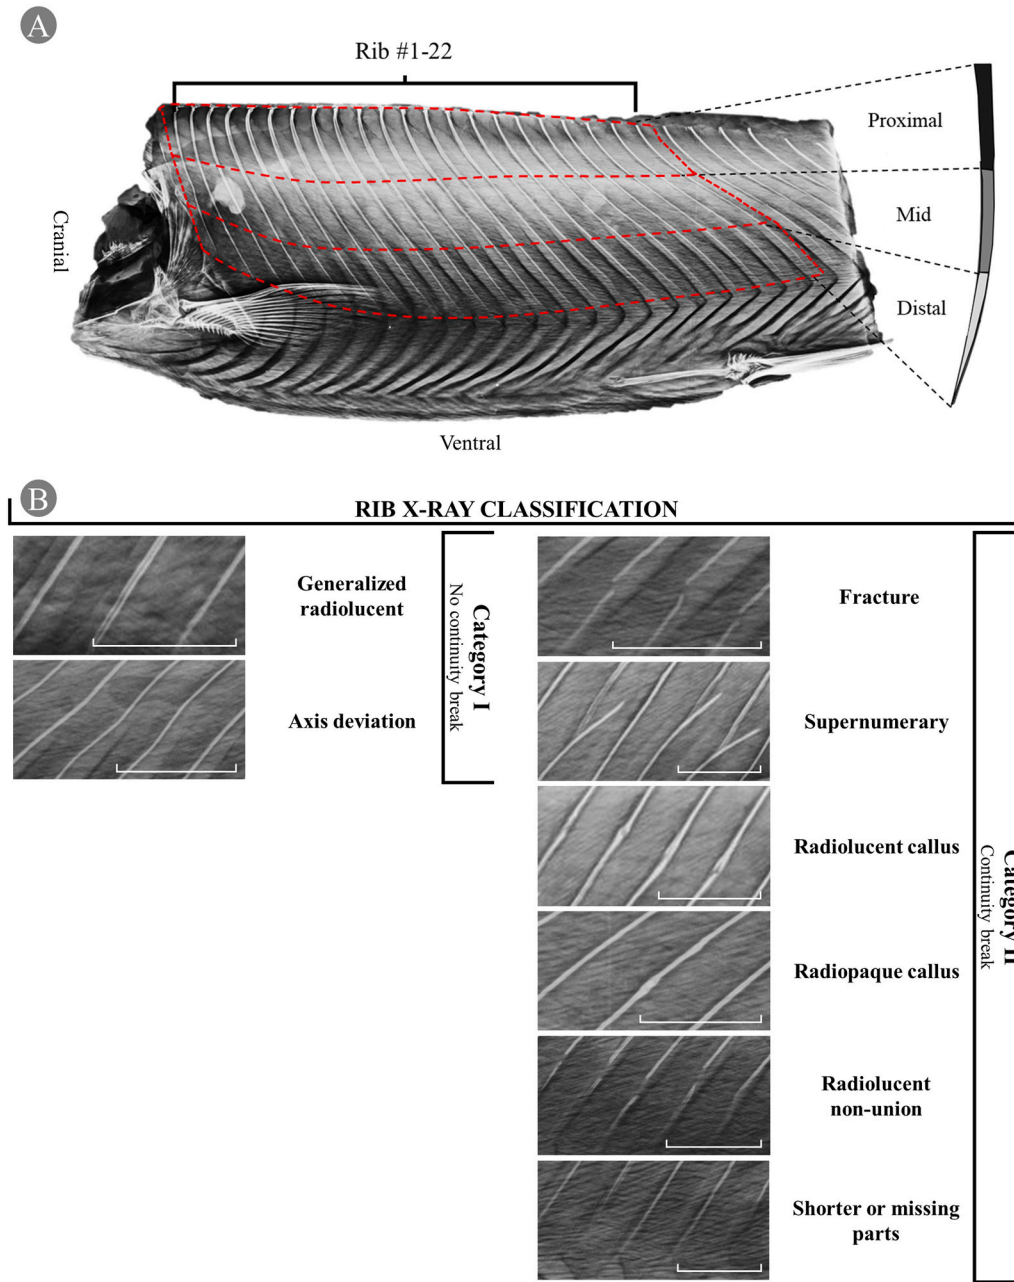 A
Rib #1-22
Proximal
Mid
Distal
Cranial
Ventral
B
RIB X-RAY CLASSIFICATION
Generalized
radiolucent
Axis deviation
Category I
No continuity break
Fracture
Supernumerary
Radiolucent callus
Radiopaque callus
Radiolucent
non-union
Shorter or missing
parts
Category II
Continuity break